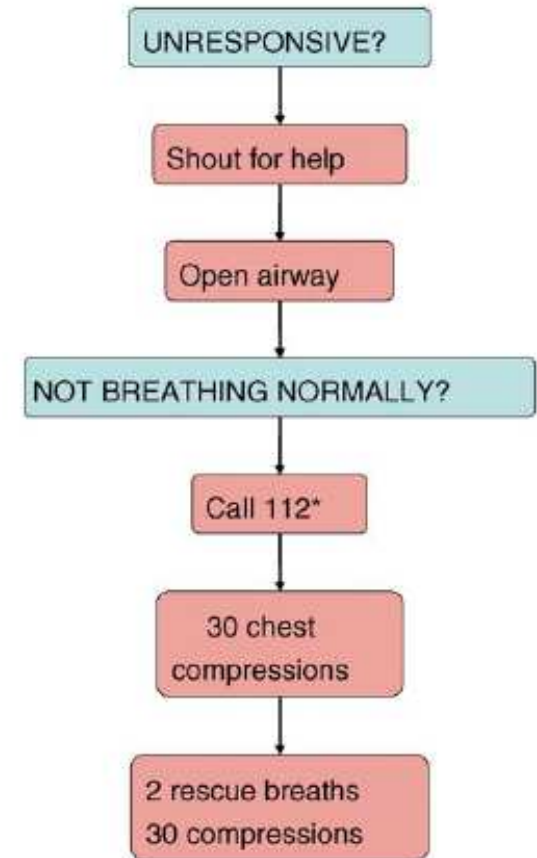 UNRESPONSIVE?
Shout for help
Open airway
NOT BREATHING NORMALLY?
Call 112*
30 chest
compressions
2 rescue breaths
30 compressions